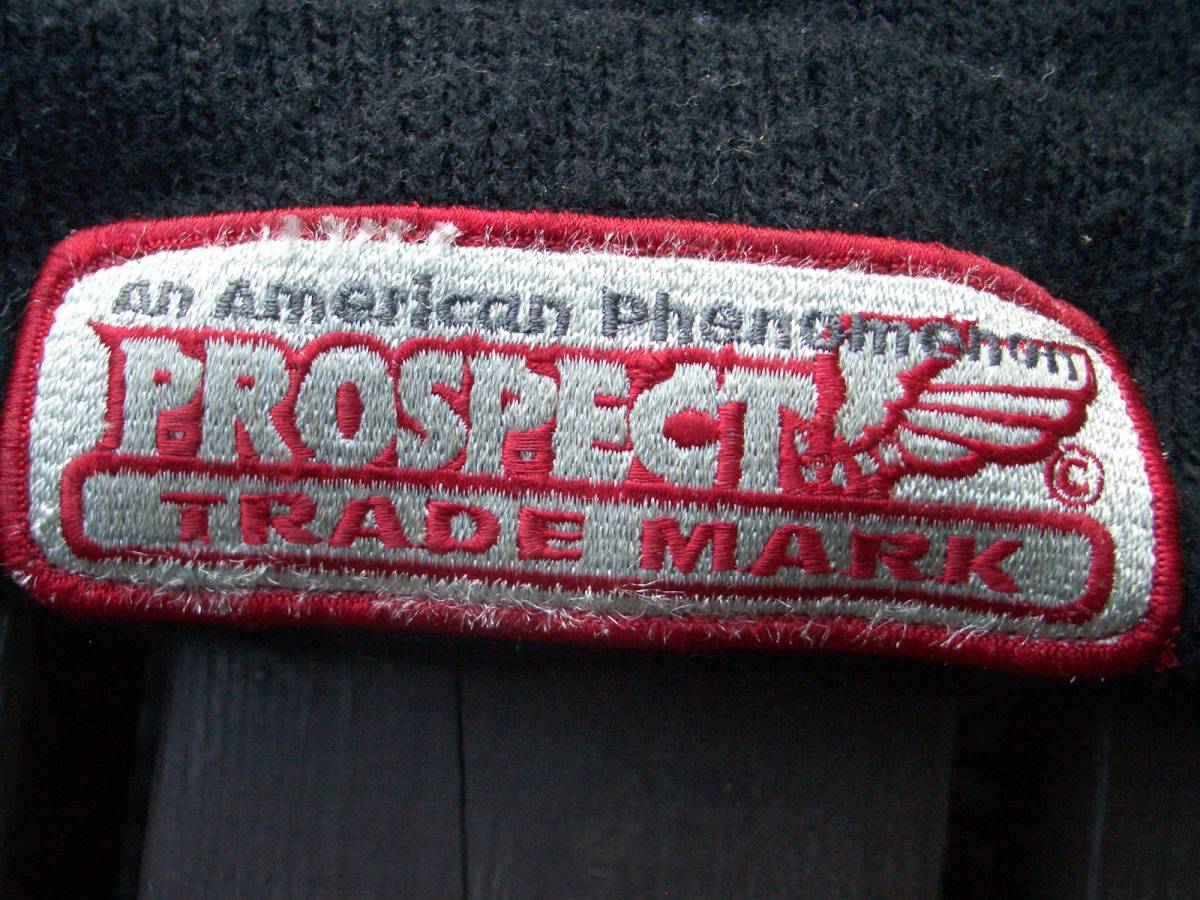 an American Phenomenon
PROSPECT
©
TRADE MARK